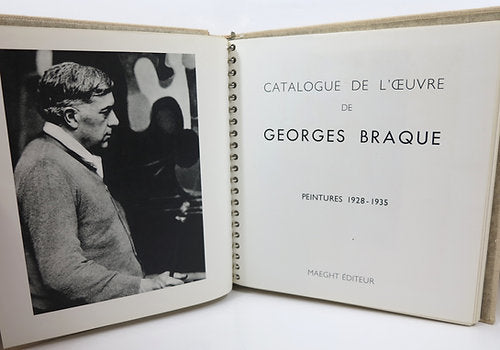 CATALOGUE DE L'ŒUVRE
DE
GEORGES BRAQUE
PEINTURES 1928-1935
MAEGHT ÉDITEUR